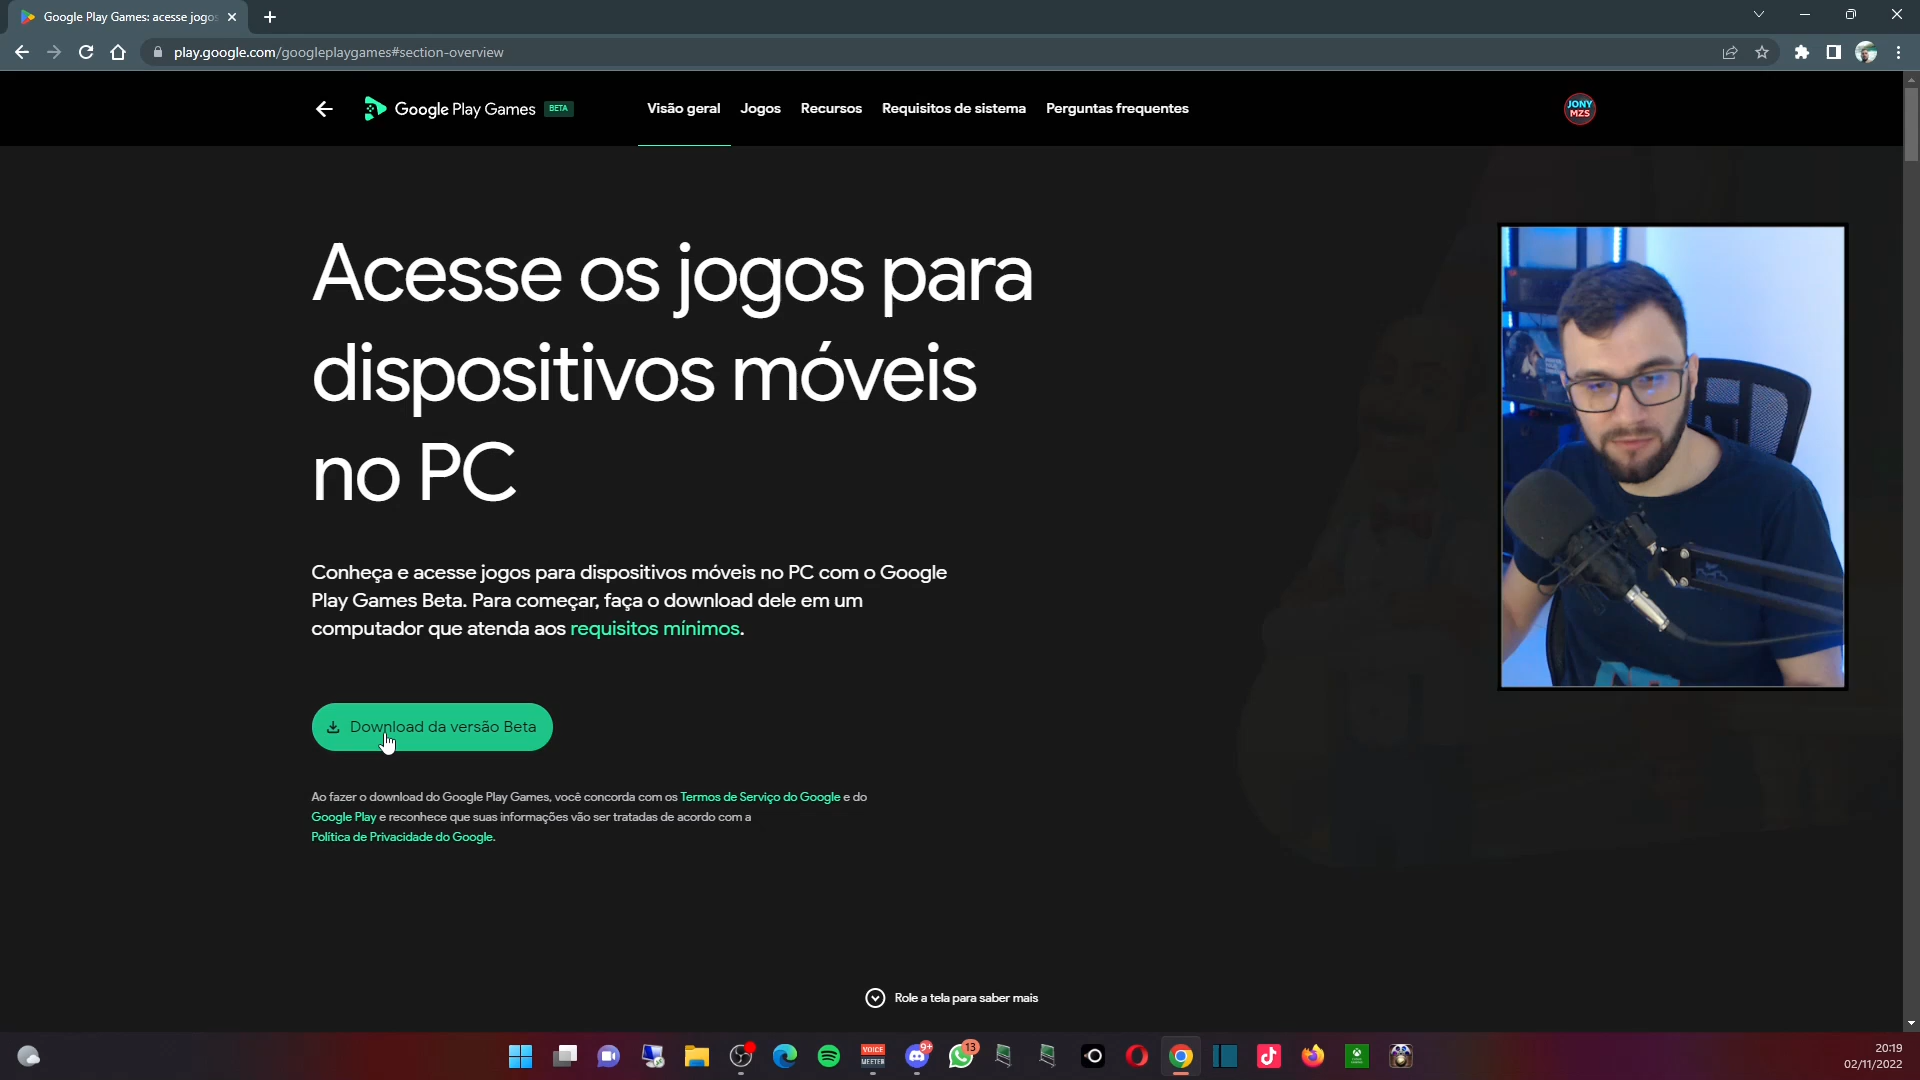 Google Play Games: acesse jogos
play.google.com/googleplaygames#section-overview
Google Play Games BETA
Visão geral
Jogos
Recursos
Requisitos de sistema
Perguntas frequentes
JONY
MZS
Acesse os jogos para
dispositivos móveis
no PC
Conheça e acesse jogos para dispositivos móveis no PC com o Google
Play Games Beta. Para começar, faça o download dele em um
computador que atenda aos requisitos mínimos.
Download da versão Beta
Ao fazer o download do Google Play Games, você concorda com os Termos de Serviço do Google e do
Google Play e reconhece que suas informações vão ser tratadas de acordo com a
Política de Privacidade do Google.
Role a tela para saber mais
VOICE
MEETER
9+
13
20:19
02/11/2022